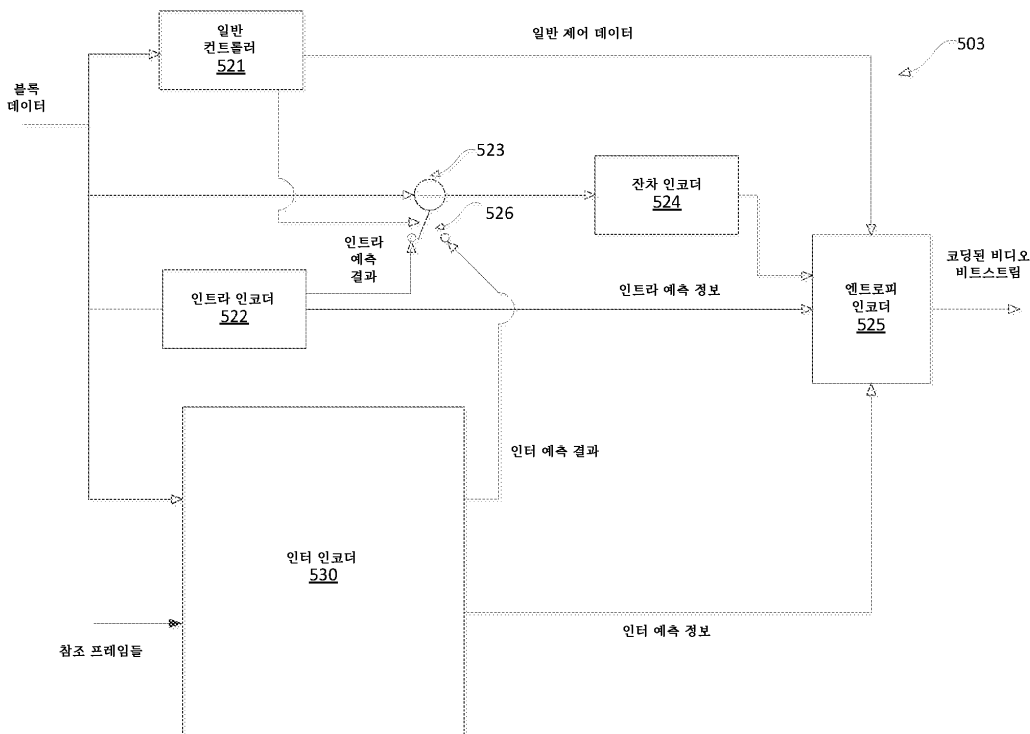 일반
컨트롤러
521
일반 제어 데이터
503
블록
데이터
523
잔차 인코더
524
526
인트라
예측
결과
인트라 인코더
522
인트라 예측 정보
엔트로피
인코더
525
코딩된 비디오
비트스트림
인터 예측 결과
인터 인코더
530
참조 프레임들
인터 예측 정보